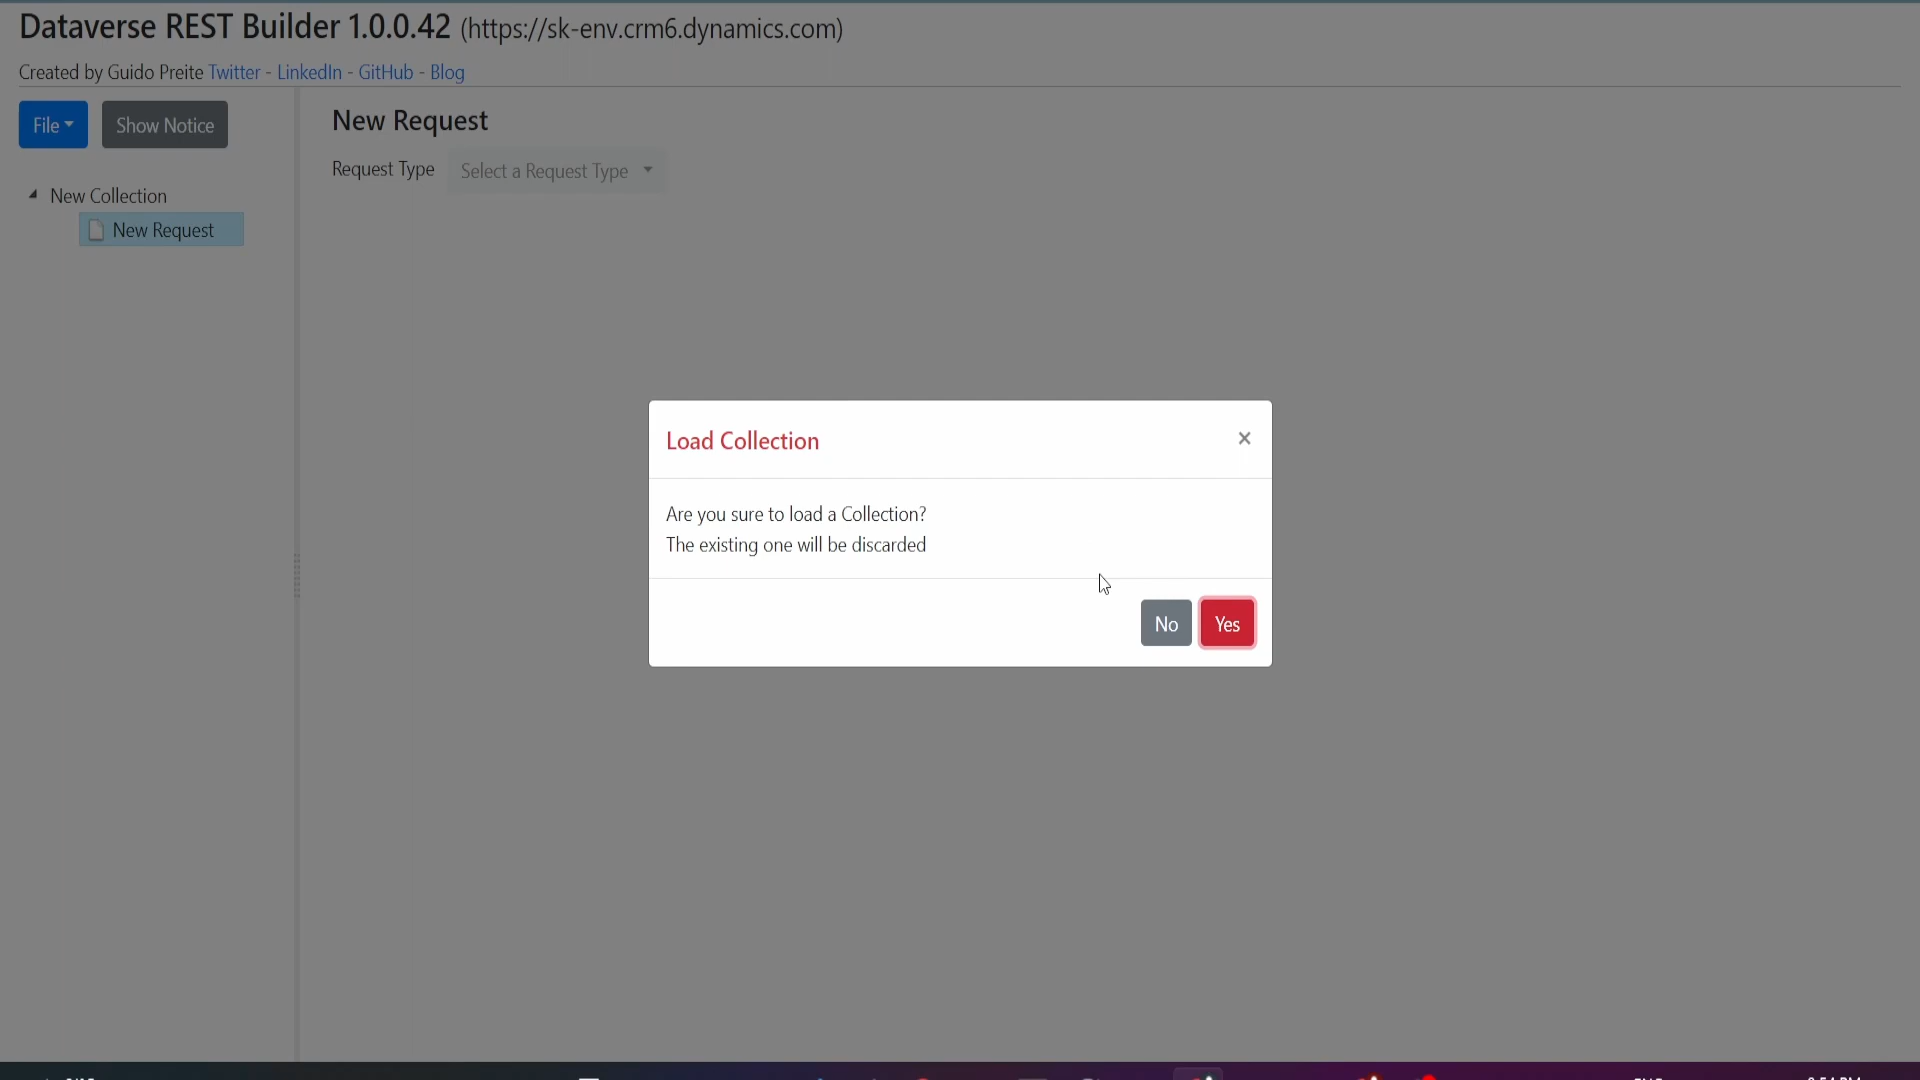 Dataverse REST Builder 1.0.0.42 (https://sk-env.crm6.dynamics.com)
Created by Guido Preite Twitter - LinkedIn - GitHub - Blog
File Show Notice
New Collection
New Request
New Request
Request Type Select a Request Type
Load Collection ×
Are you sure to load a Collection?
The existing one will be discarded
No Yes